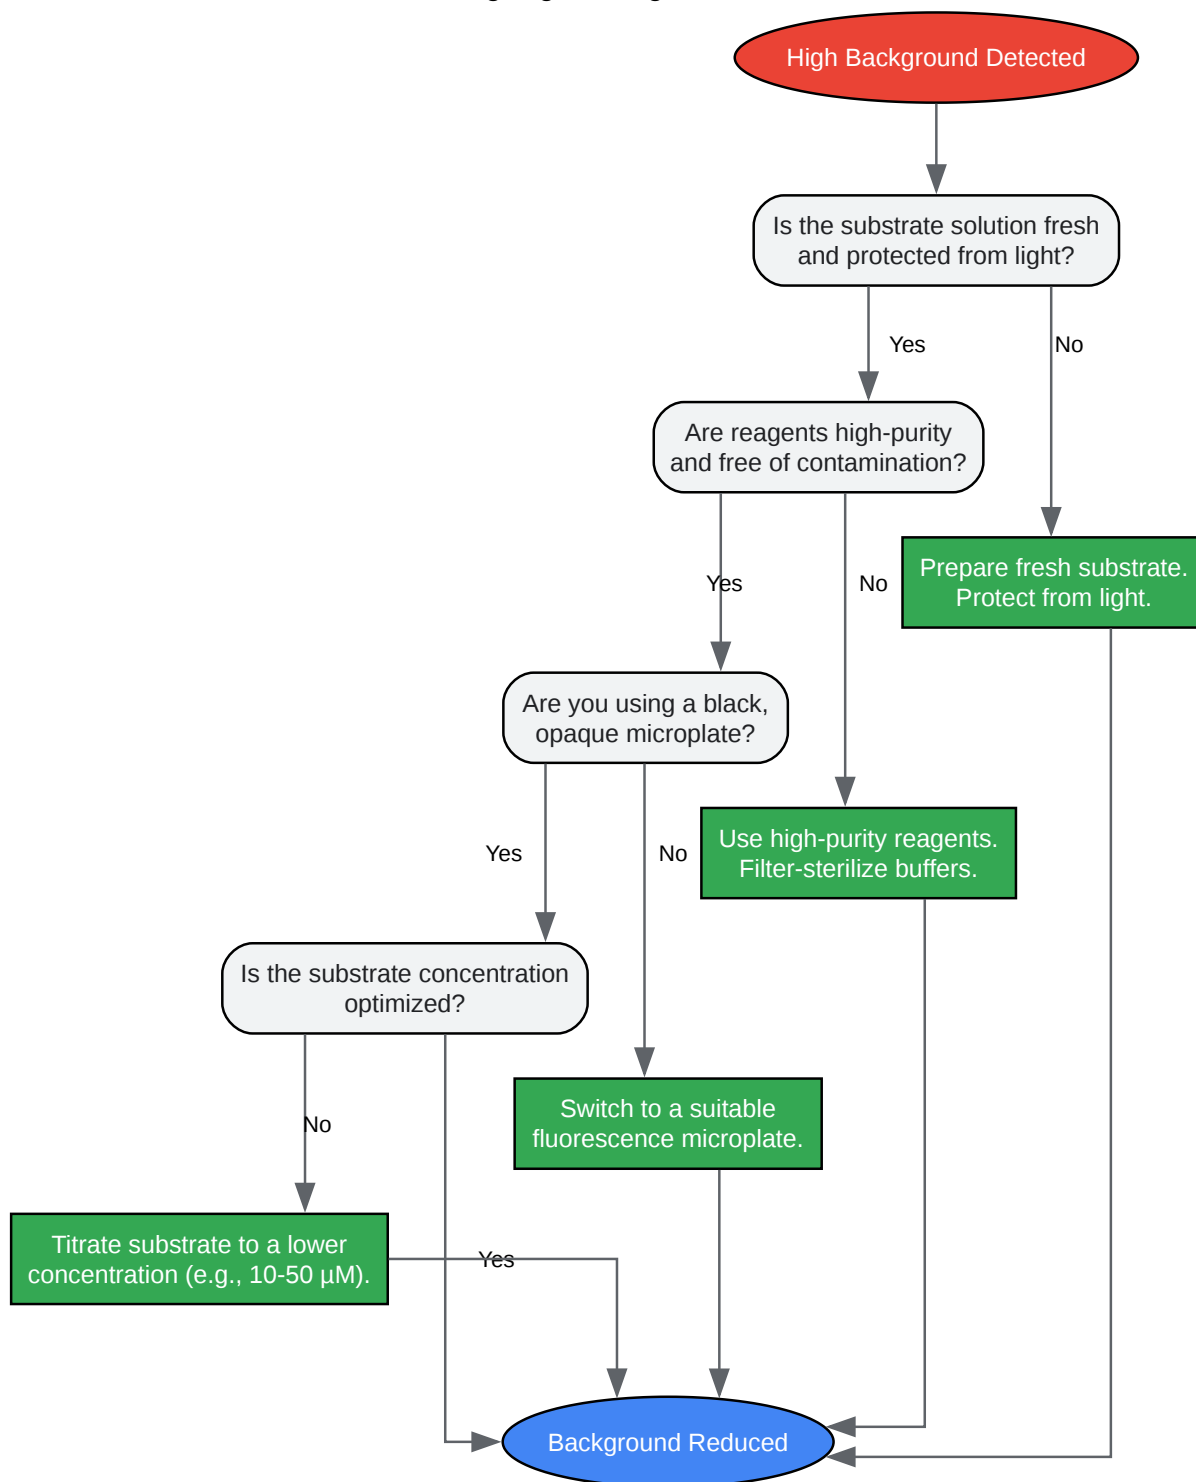 High Background Detected
Is the substrate solution fresh
and protected from light?
Yes
No
Are reagents high-purity
and free of contamination?
Yes
No
Prepare fresh substrate.
Protect from light.
Are you using a black,
opaque microplate?
Yes
No
Use high-purity reagents.
Filter-sterilize buffers.
Is the substrate concentration
optimized?
No
Switch to a suitable
fluorescence microplate.
Titrate substrate to a lower
concentration (e.g., 10-50 µM).
Yes
Background Reduced